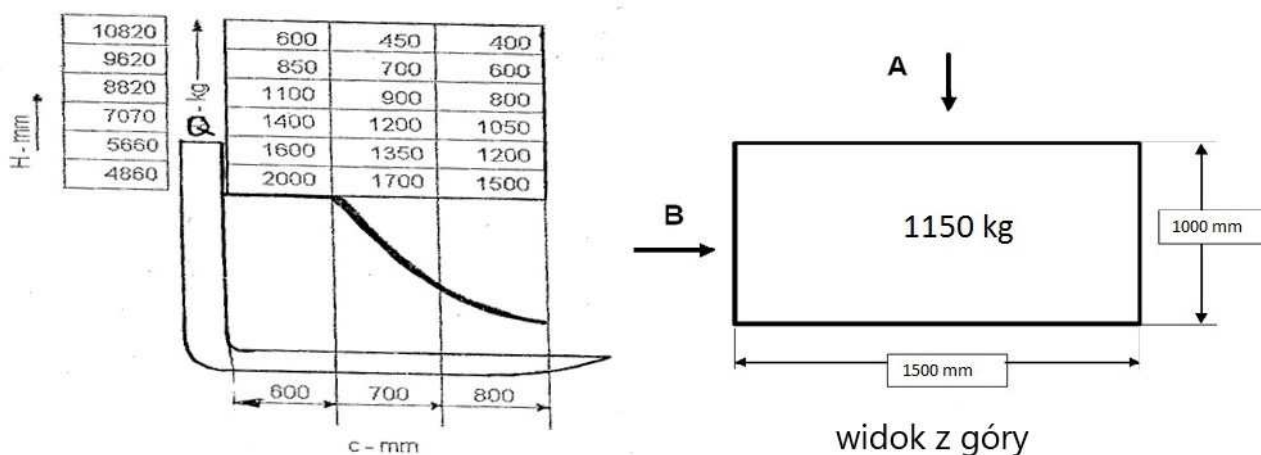 10820 600 450 400
9620 850 700 600
8820 1100 900 800
7070 1400 1200 1050
5660 1600 1350 1200
4860 2000 1700 1500
H - mm
Q - kg
600 700 800
c - mm
A
B
1150 kg
1000 mm
1500 mm
widok z góry